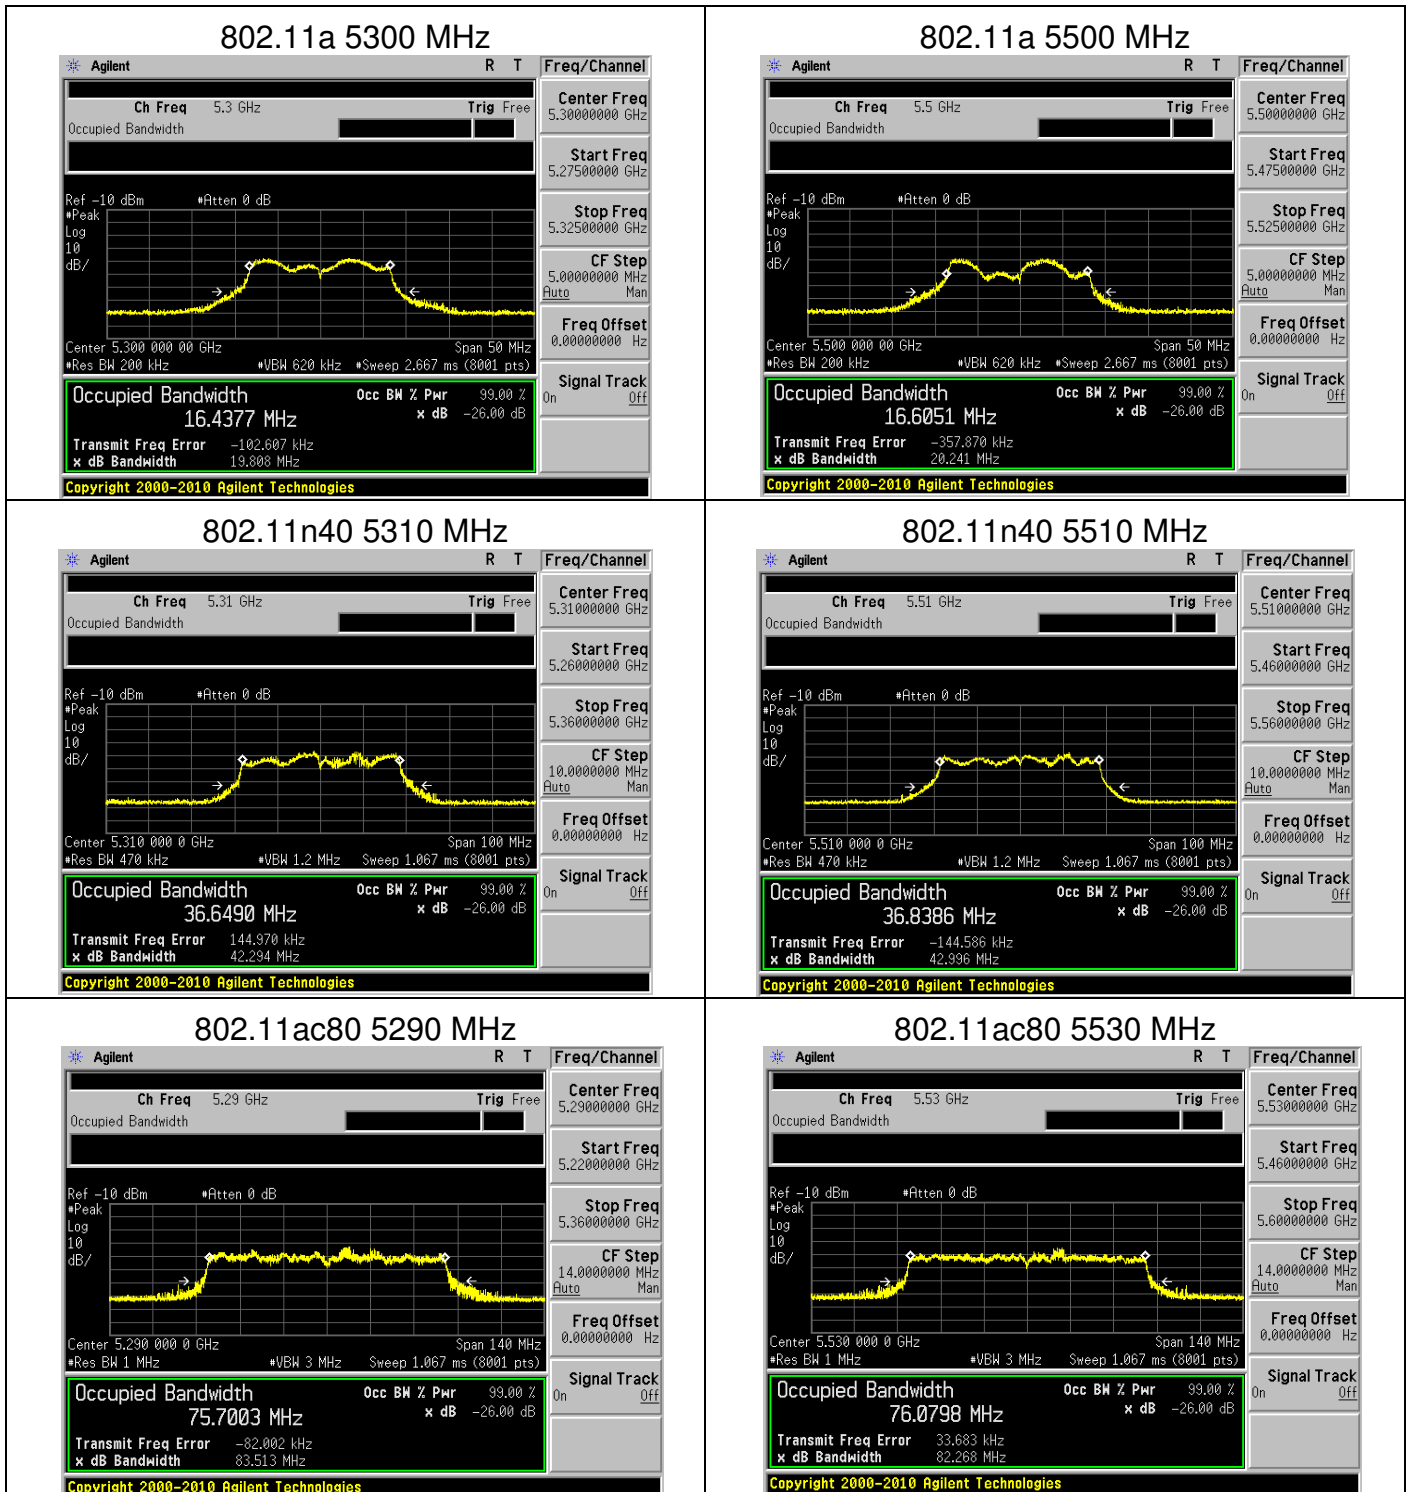 802.11a 5300 MHz
Agilent R T Freq/Channel
Ch Freq 5.3 GHz Trig Free
Occupied Bandwidth
Center Freq
5.30000000 GHz
Start Freq
5.27500000 GHz
Stop Freq
5.32500000 GHz
CF Step
5.00000000 MHz
Auto Man
Freq Offset
0.00000000 Hz
Signal Track
On Off
Ref -10 dBm #Atten 0 dB
#Peak
Log
10
dB/
Center 5.300 000 00 GHz Span 50 MHz
#Res BW 200 kHz #VBW 620 kHz #Sweep 2.667 ms (8001 pts)
Occupied Bandwidth Occ BW % Pwr 99.00 %
16.4377 MHz x dB -26.00 dB
Transmit Freq Error -102.607 kHz
x dB Bandwidth 19.808 MHz
Copyright 2000-2010 Agilent Technologies
802.11a 5500 MHz
Agilent R T Freq/Channel
Ch Freq 5.5 GHz Trig Free
Occupied Bandwidth
Center Freq
5.50000000 GHz
Start Freq
5.47500000 GHz
Stop Freq
5.52500000 GHz
CF Step
5.00000000 MHz
Auto Man
Freq Offset
0.00000000 Hz
Signal Track
On Off
Ref -10 dBm #Atten 0 dB
#Peak
Log
10
dB/
Center 5.500 000 00 GHz Span 50 MHz
#Res BW 200 kHz #VBW 620 kHz #Sweep 2.667 ms (8001 pts)
Occupied Bandwidth Occ BW % Pwr 99.00 %
16.6051 MHz x dB -26.00 dB
Transmit Freq Error -357.870 kHz
x dB Bandwidth 20.241 MHz
Copyright 2000-2010 Agilent Technologies
802.11n40 5310 MHz
Agilent R T Freq/Channel
Ch Freq 5.31 GHz Trig Free
Occupied Bandwidth
Center Freq
5.31000000 GHz
Start Freq
5.26000000 GHz
Stop Freq
5.36000000 GHz
CF Step
10.0000000 MHz
Auto Man
Freq Offset
0.00000000 Hz
Signal Track
On Off
Ref -10 dBm #Atten 0 dB
#Peak
Log
10
dB/
Center 5.310 000 0 GHz Span 100 MHz
#Res BW 470 kHz #VBW 1.2 MHz Sweep 1.067 ms (8001 pts)
Occupied Bandwidth Occ BW % Pwr 99.00 %
36.6490 MHz x dB -26.00 dB
Transmit Freq Error 144.970 kHz
x dB Bandwidth 42.294 MHz
Copyright 2000-2010 Agilent Technologies
802.11n40 5510 MHz
Agilent R T Freq/Channel
Ch Freq 5.51 GHz Trig Free
Occupied Bandwidth
Center Freq
5.51000000 GHz
Start Freq
5.46000000 GHz
Stop Freq
5.56000000 GHz
CF Step
10.0000000 MHz
Auto Man
Freq Offset
0.00000000 Hz
Signal Track
On Off
Ref -10 dBm #Atten 0 dB
#Peak
Log
10
dB/
Center 5.510 000 0 GHz Span 100 MHz
#Res BW 470 kHz #VBW 1.2 MHz Sweep 1.067 ms (8001 pts)
Occupied Bandwidth Occ BW % Pwr 99.00 %
36.8386 MHz x dB -26.00 dB
Transmit Freq Error -144.586 kHz
x dB Bandwidth 42.996 MHz
Copyright 2000-2010 Agilent Technologies
802.11ac80 5290 MHz
Agilent R T Freq/Channel
Ch Freq 5.29 GHz Trig Free
Occupied Bandwidth
Center Freq
5.29000000 GHz
Start Freq
5.22000000 GHz
Stop Freq
5.36000000 GHz
CF Step
14.0000000 MHz
Auto Man
Freq Offset
0.00000000 Hz
Signal Track
On Off
Ref -10 dBm #Atten 0 dB
#Peak
Log
10
dB/
Center 5.290 000 0 GHz Span 140 MHz
#Res BW 1 MHz #VBW 3 MHz Sweep 1.067 ms (8001 pts)
Occupied Bandwidth Occ BW % Pwr 99.00 %
75.7003 MHz x dB -26.00 dB
Transmit Freq Error -82.002 kHz
x dB Bandwidth 83.513 MHz
Copyright 2000-2010 Agilent Technologies
802.11ac80 5530 MHz
Agilent R T Freq/Channel
Ch Freq 5.53 GHz Trig Free
Occupied Bandwidth
Center Freq
5.53000000 GHz
Start Freq
5.46000000 GHz
Stop Freq
5.60000000 GHz
CF Step
14.0000000 MHz
Auto Man
Freq Offset
0.00000000 Hz
Signal Track
On Off
Ref -10 dBm #Atten 0 dB
#Peak
Log
10
dB/
Center 5.530 000 0 GHz Span 140 MHz
#Res BW 1 MHz #VBW 3 MHz Sweep 1.067 ms (8001 pts)
Occupied Bandwidth Occ BW % Pwr 99.00 %
76.0798 MHz x dB -26.00 dB
Transmit Freq Error 33.683 kHz
x dB Bandwidth 82.268 MHz
Copyright 2000-2010 Agilent Technologies